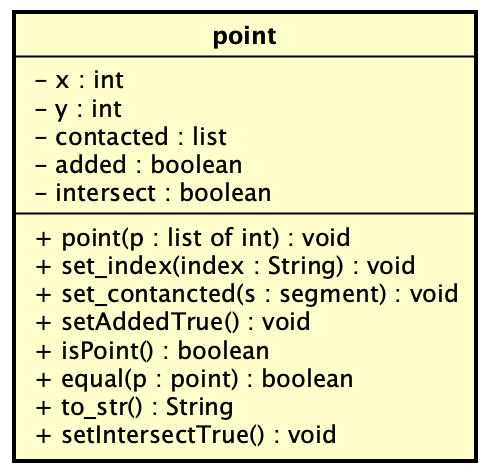 point
- x : int
- y : int
- contacted : list
- added : boolean
- intersect : boolean
+ point(p : list of int) : void
+ set_index(index : String) : void
+ set_contancted(s : segment) : void
+ setAddedTrue() : void
+ isPoint() : boolean
+ equal(p : point) : boolean
+ to_str() : String
+ setIntersectTrue() : void